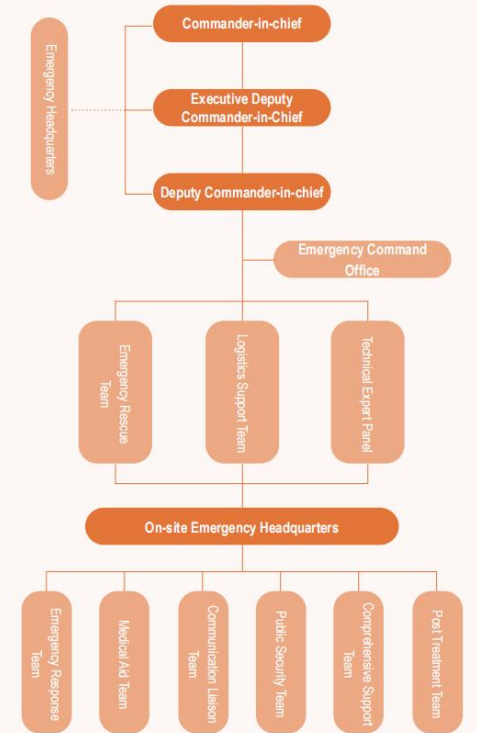 Commander-in-chief
Emergency Headquarters
Executive Deputy
Commander-in-Chief
Deputy Commander-in-chief
Emergency Command
Office
Emergency Rescue
Team
Logistics Support Team
Technical Expert Panel
On-site Emergency Headquarters
Emergency Response
Team
Medical Aid Team
Communication Liaison
Team
Public Security Team
Comprehensive Support
Team
Post Treatment Team